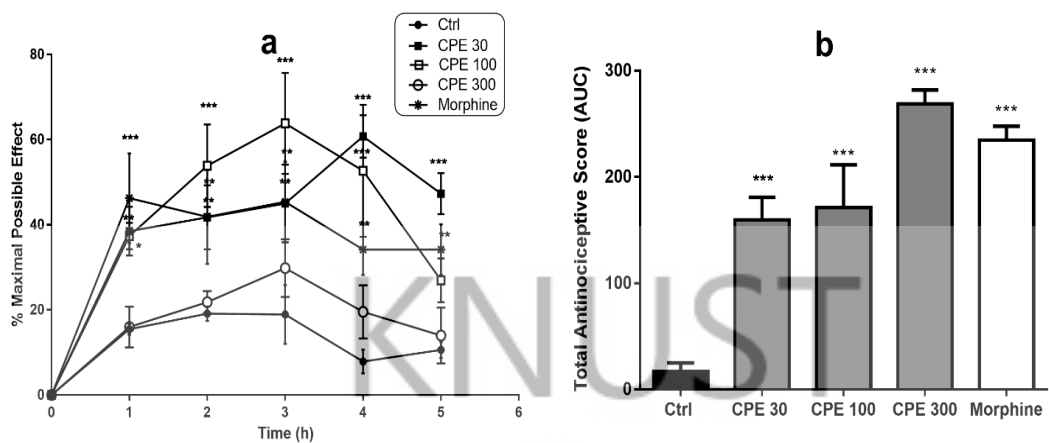 a
Ctrl
CPE 30
CPE 100
CPE 300
Morphine
% Maximal Possible Effect
80
60
40
20
0
***
***
***
***
***
***
**
**
**
**
**
**
**
*
0 1 2 3 4 5 6
Time (h)
b
Total Antinociceptive Score (AUC)
300
200
100
0
***
***
***
***
Ctrl CPE 30 CPE 100 CPE 300 Morphine
KNUST